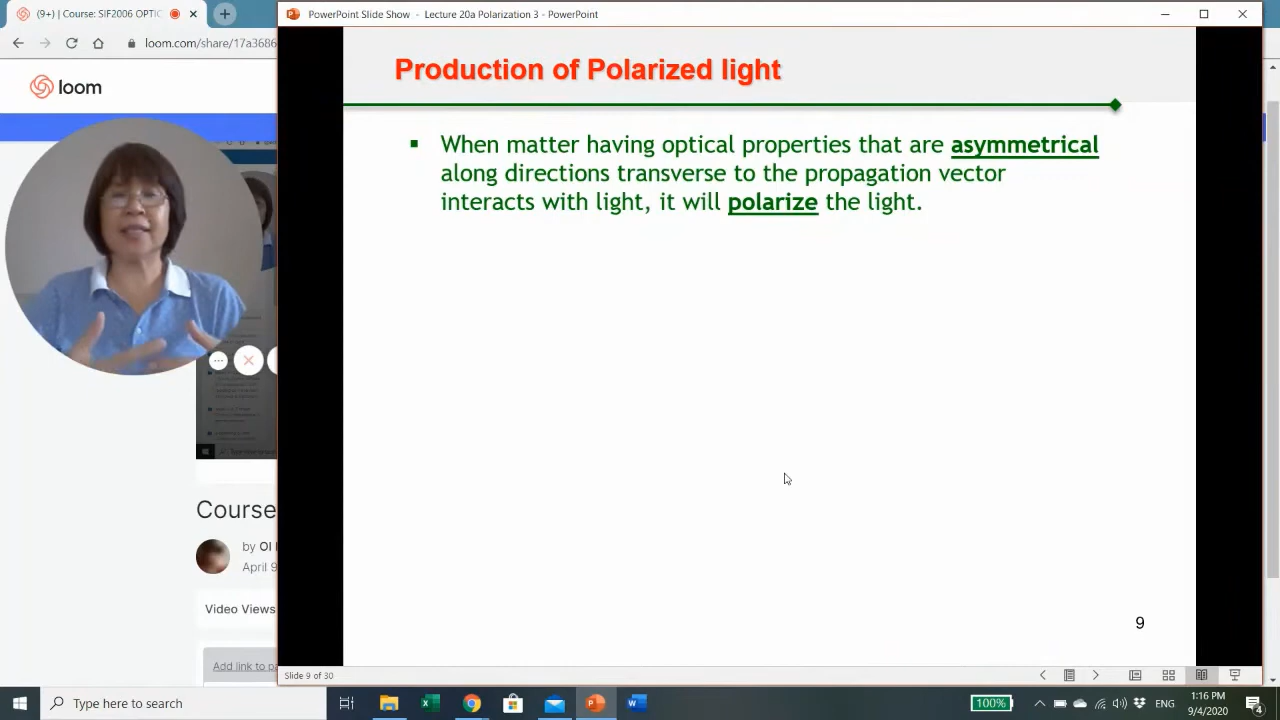 (9+) | Course: SIF2006 OPTIC
PowerPoint Slide Show - Lecture 20a Polarization 3 - PowerPoint
loom.com/share/17a3686
loom
Production of Polarized light
When matter having optical properties that are asymmetrical
along directions transverse to the propagation vector
interacts with light, it will polarize the light.
Course
by OI
April 9
Video Views
Add link to p
9
Slide 9 of 30
Type here to search
100%
ENG
1:16 PM
9/4/2020
4